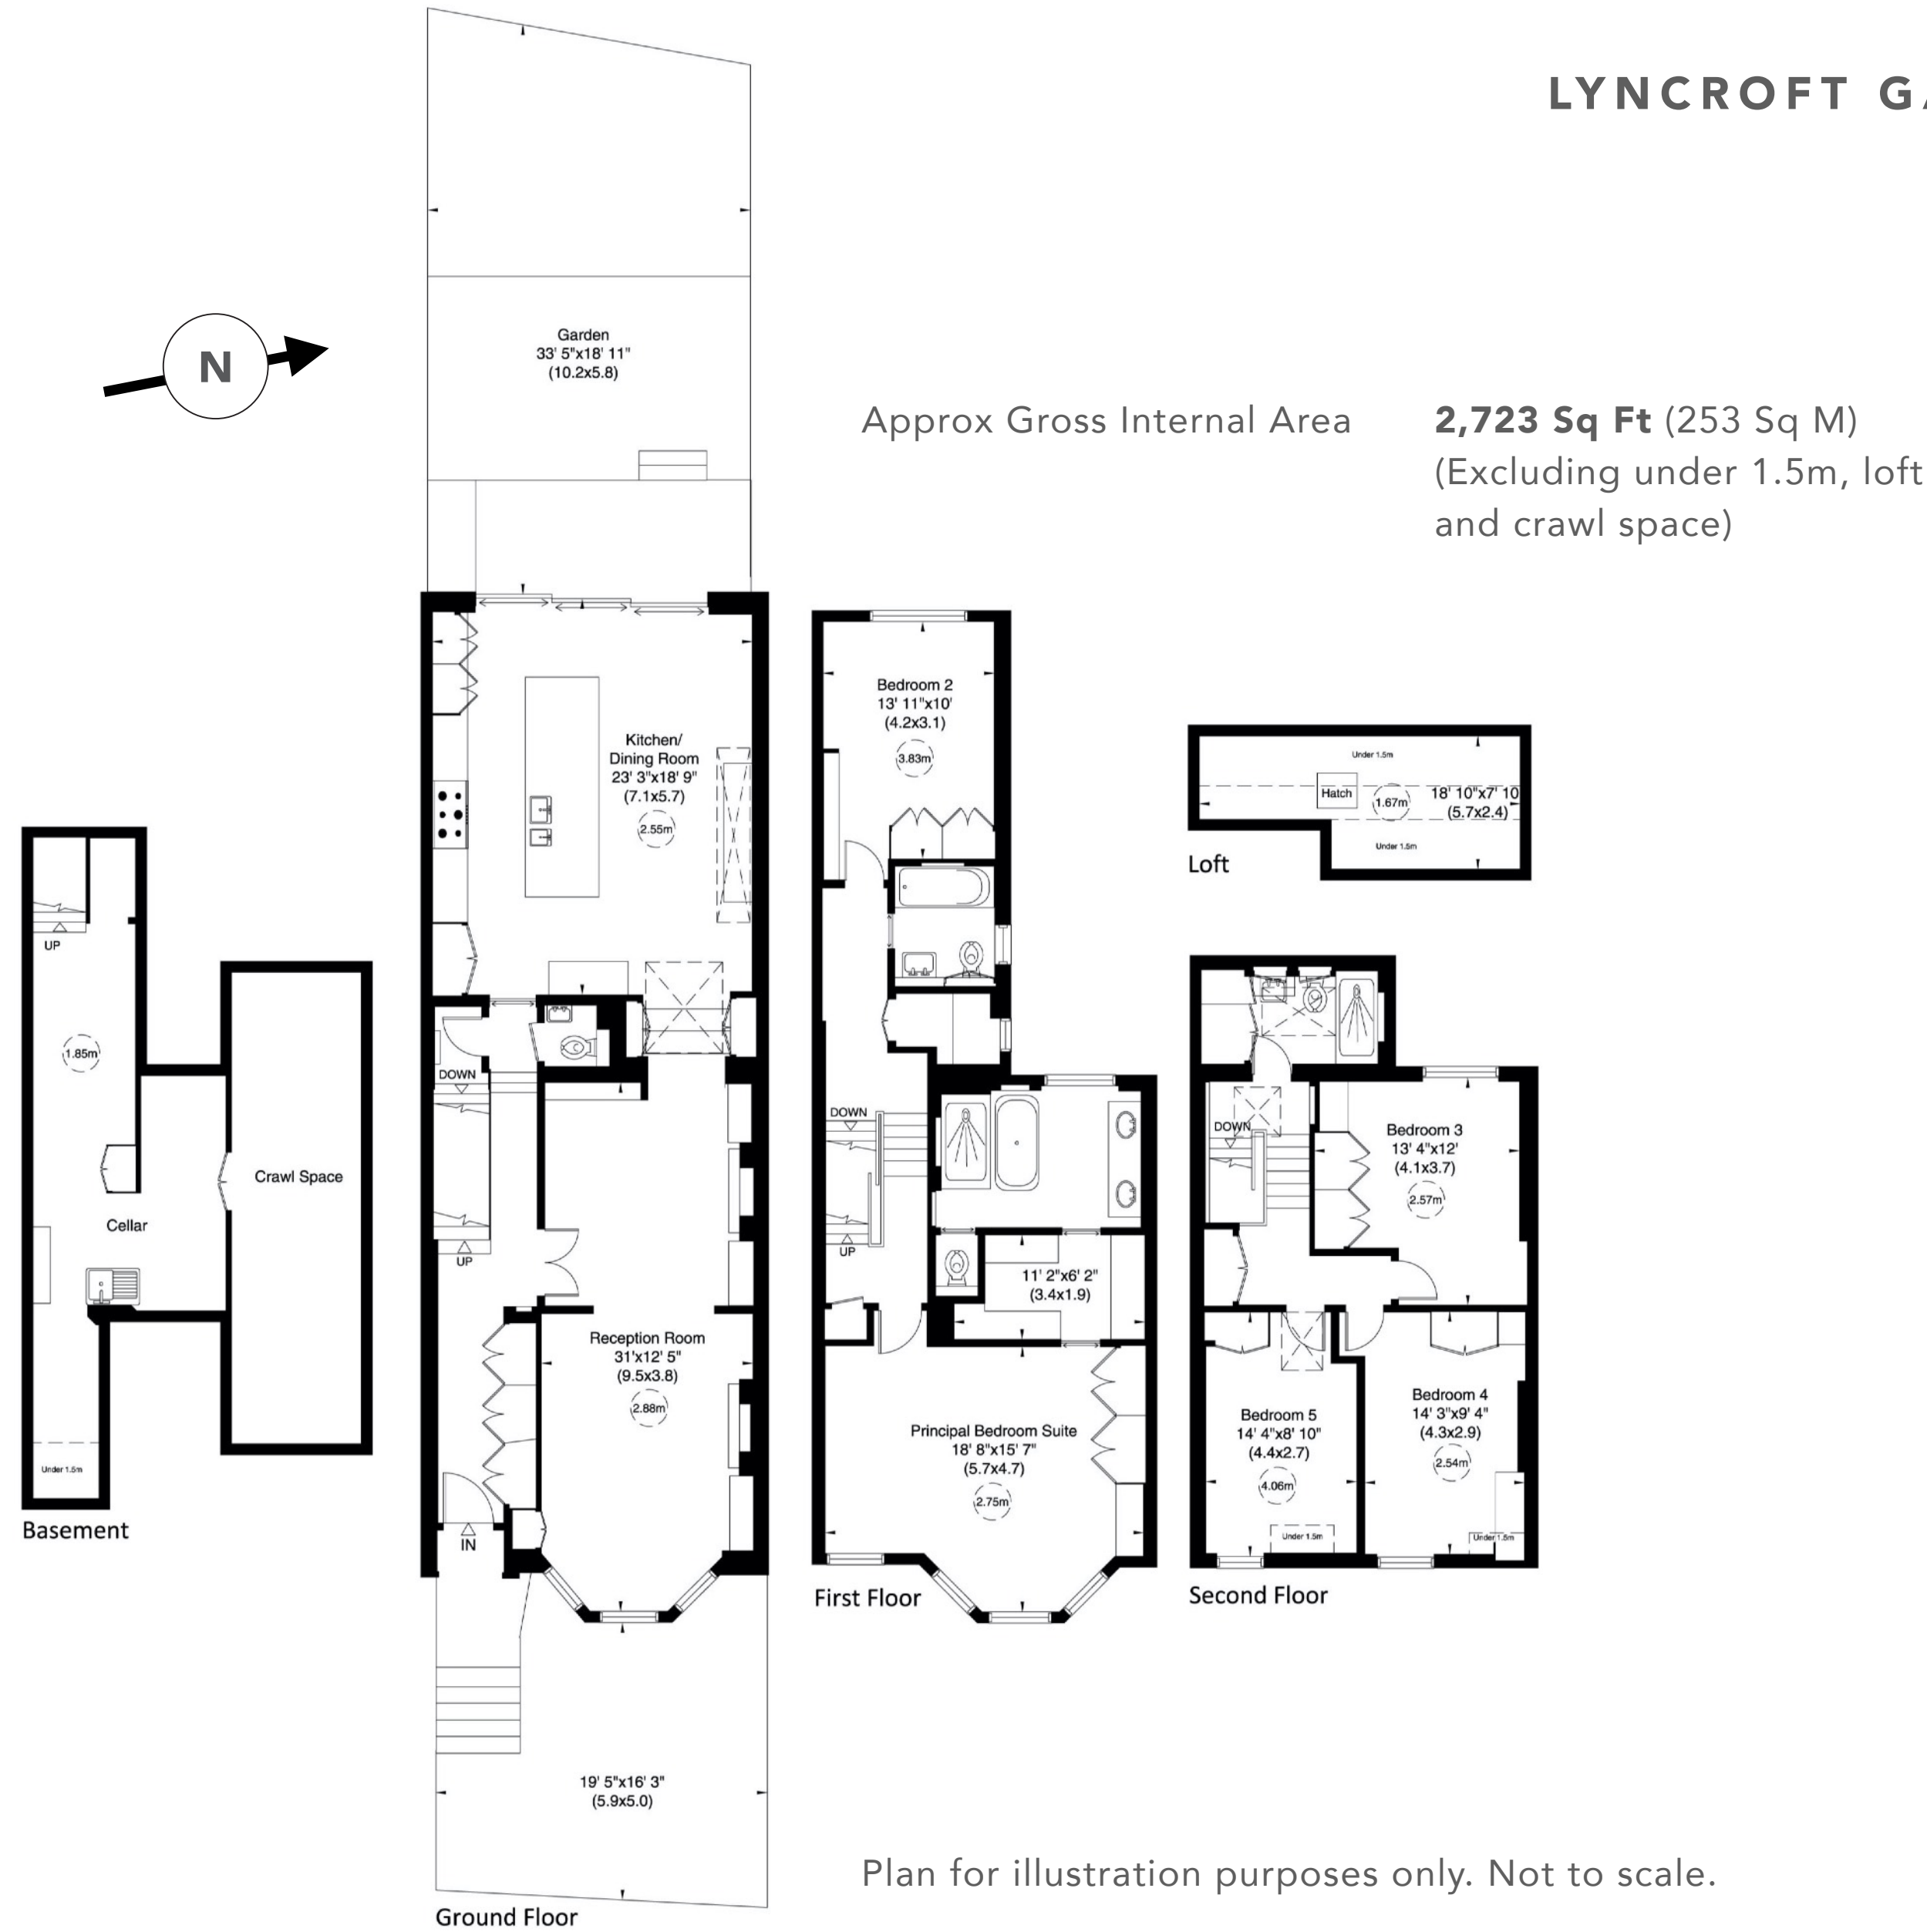 LYNCROFT GA
N
Garden
33' 5"x18' 11"
(10.2x5.8)
Approx Gross Internal Area
2,723 Sq Ft (253 Sq M)
(Excluding under 1.5m, loft
and crawl space)
Kitchen/
Dining Room
23' 3"x18' 9"
(7.1x5.7)
2.55m
DOWN
UP
Reception Room
31'x12' 5"
(9.5x3.8)
2.88m
IN
19' 5"x16' 3"
(5.9x5.0)
Ground Floor
UP
1.85m
Cellar
Crawl Space
Under 1.5m
Basement
Bedroom 2
13' 11"x10'
(4.2x3.1)
3.83m
DOWN
UP
11' 2"x6' 2"
(3.4x1.9)
Principal Bedroom Suite
18' 8"x15' 7"
(5.7x4.7)
2.75m
First Floor
Under 1.5m
Hatch
1.67m
18' 10"x7' 10
(5.7x2.4)
Under 1.5m
Loft
DOWN
Bedroom 3
13' 4"x12'
(4.1x3.7)
2.57m
Bedroom 5
14' 4"x8' 10"
(4.4x2.7)
4.06m
Under 1.5m
Bedroom 4
14' 3"x9' 4"
(4.3x2.9)
2.54m
Under 1.5m
Second Floor
Plan for illustration purposes only. Not to scale.